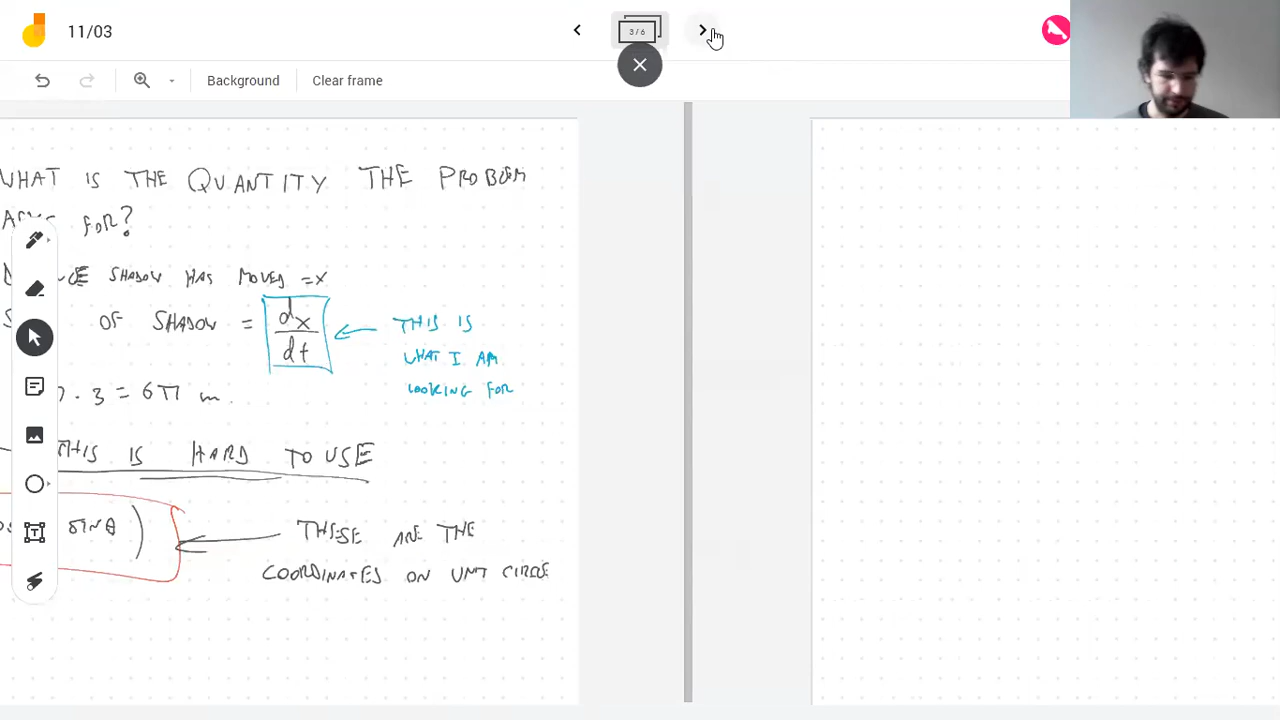 11/03
3 / 6
Background
Clear frame
WHAT IS THE QUANTITY THE PROBLEM
FOR?
SHADOW HAS MOVED = x
OF SHADOW = dx/dt
THIS IS
WHAT I AM
LOOKING FOR
. 3 = 6π m.
THIS IS HARD TO USE
sin θ )
THESE ARE THE
COORDINATES ON UNIT CIRCLE